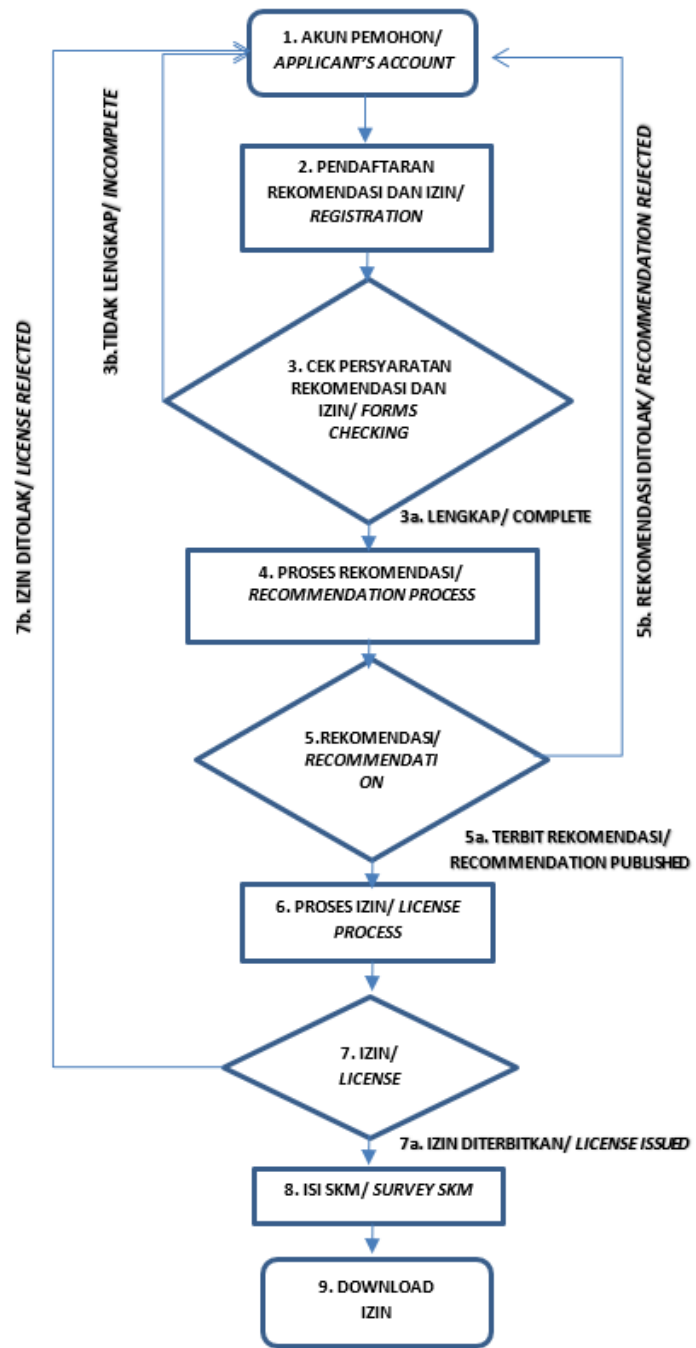 1. AKUN PEMOHON/
APPLICANT'S ACCOUNT
2. PENDAFTARAN
REKOMENDASI DAN IZIN/
REGISTRATION
3. CEK PERSYARATAN
REKOMENDASI DAN
IZIN/ FORMS
CHECKING
3b.TIDAK LENGKAP/ INCOMPLETE
3a. LENGKAP/ COMPLETE
4. PROSES REKOMENDASI/
RECOMMENDATION PROCESS
5.REKOMENDASI/
RECOMMENDATI
ON
5b. REKOMENDASI DITOLAK/ RECOMMENDATION REJECTED
5a. TERBIT REKOMENDASI/
RECOMMENDATION PUBLISHED
6. PROSES IZIN/ LICENSE
PROCESS
7. IZIN/
LICENSE
7b. IZIN DITOLAK/ LICENSE REJECTED
7a. IZIN DITERBITKAN/ LICENSE ISSUED
8. ISI SKM/ SURVEY SKM
9. DOWNLOAD
IZIN